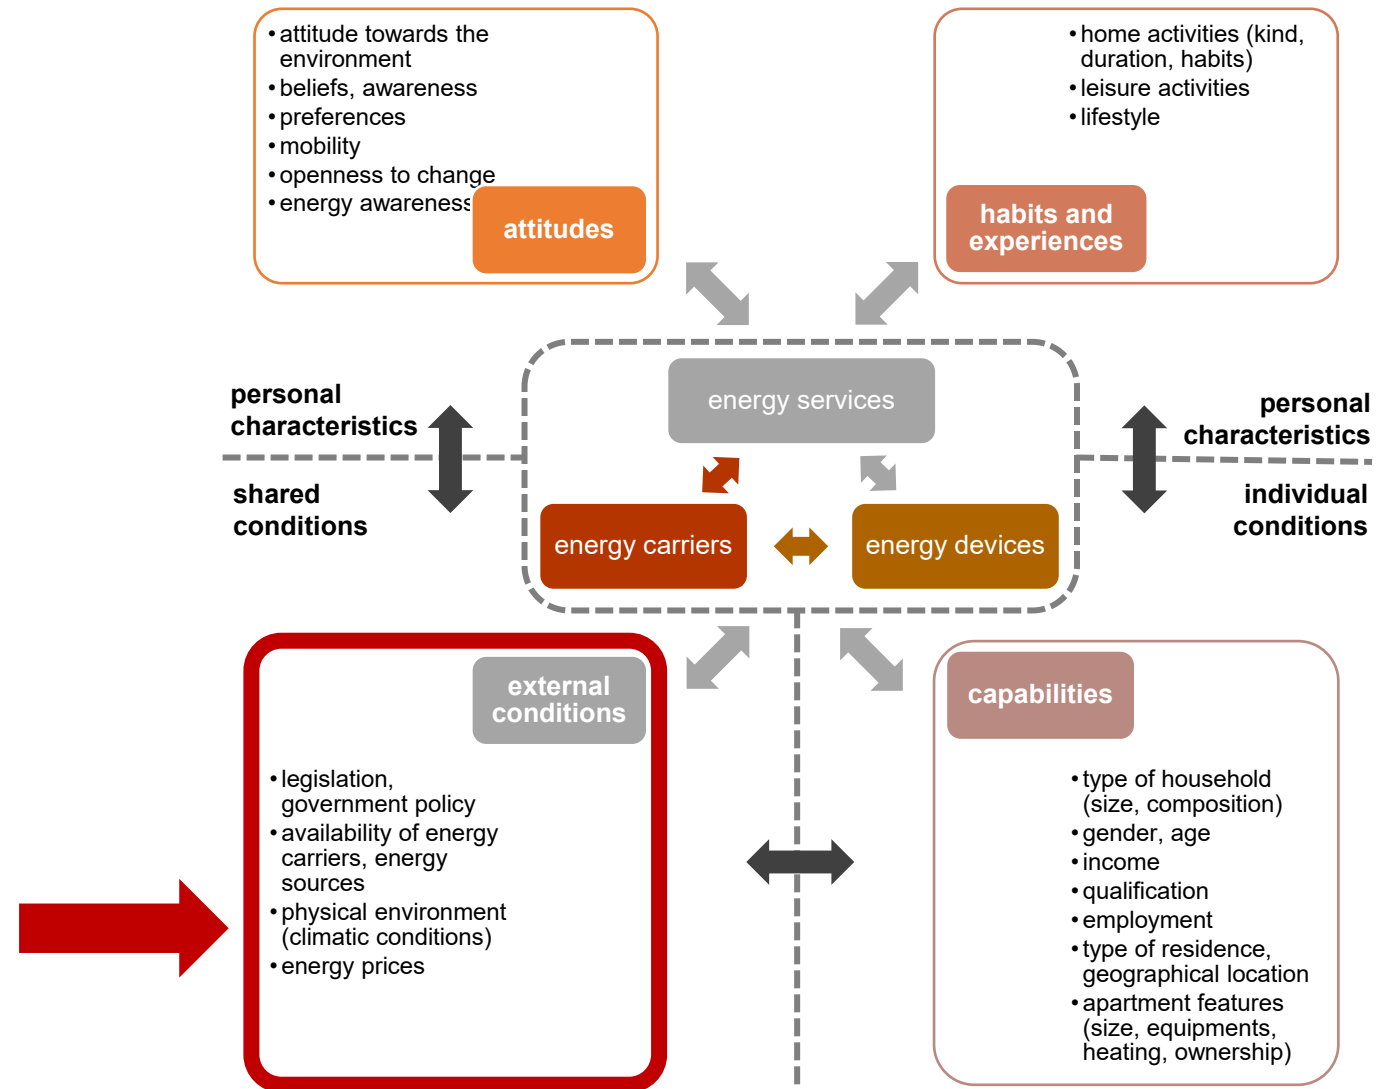 • attitude towards the
environment
• beliefs, awareness
• preferences
• mobility
• openness to change
• energy awareness
attitudes
• home activities (kind,
duration, habits)
• leisure activities
• lifestyle
habits and
experiences
personal
characteristics
shared
conditions
energy services
energy carriers
energy devices
personal
characteristics
individual
conditions
external
conditions
• legislation,
government policy
• availability of energy
carriers, energy
sources
• physical environment
(climatic conditions)
• energy prices
capabilities
• type of household
(size, composition)
• gender, age
• income
• qualification
• employment
• type of residence,
geographical location
• apartment features
(size, equipments,
heating, ownership)